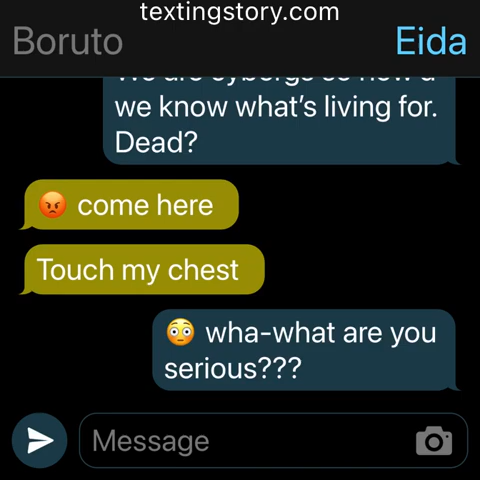 textingstory.com
Boruto
Eida
we know what's living for.
Dead?
😡 come here
Touch my chest
😳 wha-what are you
serious???
Message